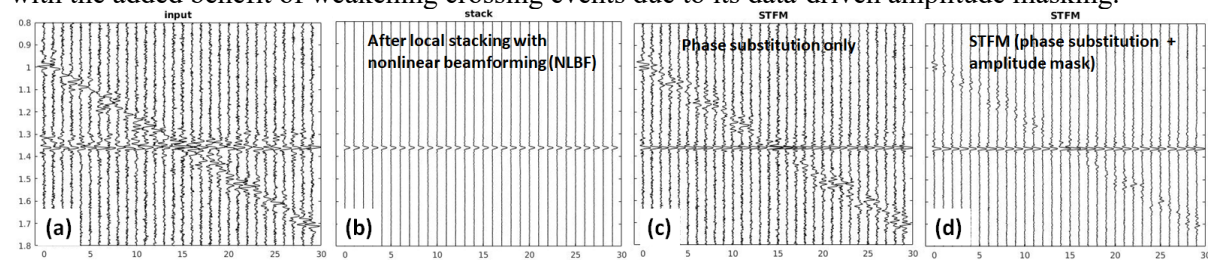 with the added benefit of weakening crossing events due to its data-driven amplitude masking.
input
stack
STFM
STFM
After local stacking with
nonlinear beamforming (NLBF)
Phase substitution only
STFM (phase substitution +
amplitude mask)
0.8
0.9
1
1.1
1.2
1.3
1.4
1.5
1.6
1.7
1.8
(a)
(b)
(c)
(d)
0 5 10 15 20 25 30
0 5 10 15 20 25 30
0 5 10 15 20 25 30
0 5 10 15 20 25 30